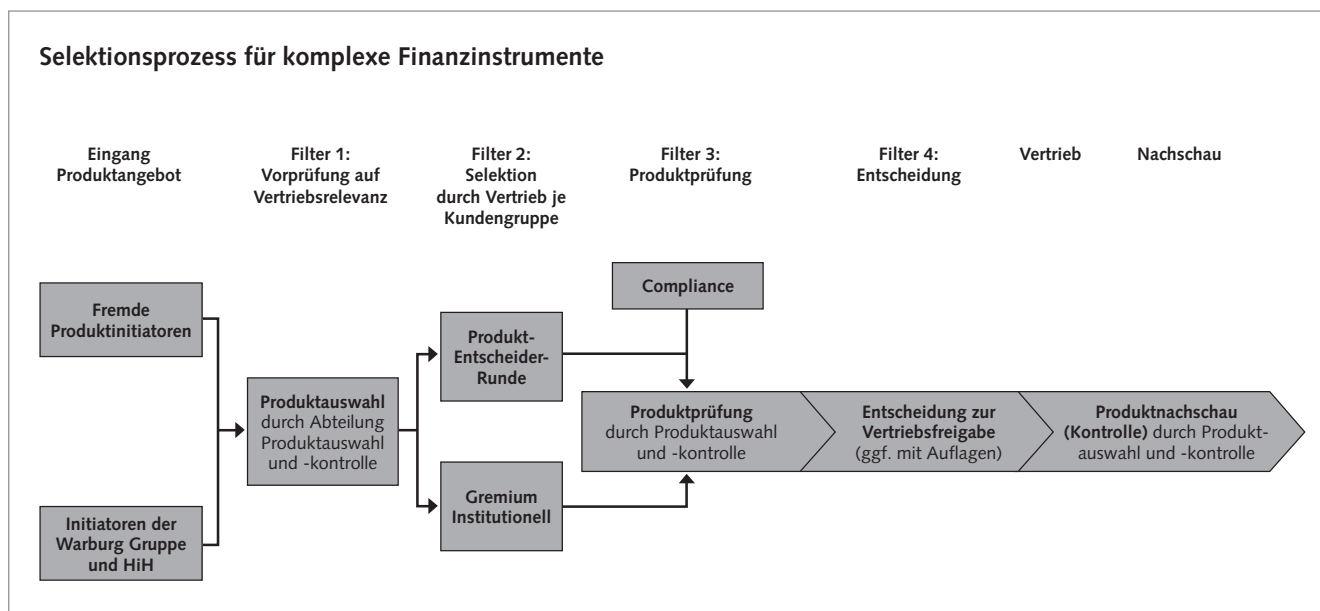 Selektionsprozess für komplexe Finanzinstrumente
Eingang
Produktangebot
Filter 1:
Vorprüfung auf
Vertriebsrelevanz
Filter 2:
Selektion
durch Vertrieb je
Kundengruppe
Filter 3:
Produktprüfung
Filter 4:
Entscheidung
Vertrieb
Nachschau
Fremde
Produktinitiatoren
Initiatoren der
Warburg Gruppe
und HiH
Produktauswahl
durch Abteilung
Produktauswahl
und -kontrolle
Produkt-
Entscheider-
Runde
Gremium
Institutionell
Compliance
Produktprüfung
durch Produktauswahl
und -kontrolle
Entscheidung zur
Vertriebsfreigabe
(ggf. mit Auflagen)
Produktnachschau
(Kontrolle) durch Produkt-
auswahl und -kontrolle